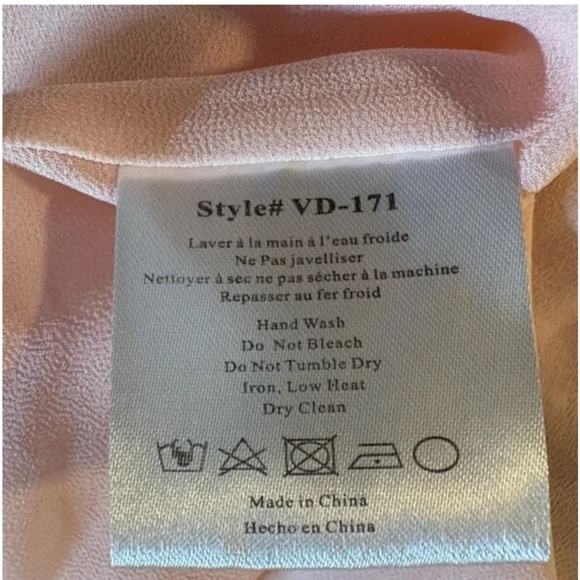 Style# VD-171
Laver à la main à l'eau froide
Ne Pas javelliser
Nettoyer à sec ne pas sécher à la machine
Repasser au fer froid
Hand Wash
Do Not Bleach
Do Not Tumble Dry
Iron, Low Heat
Dry Clean
Made in China
Hecho en China